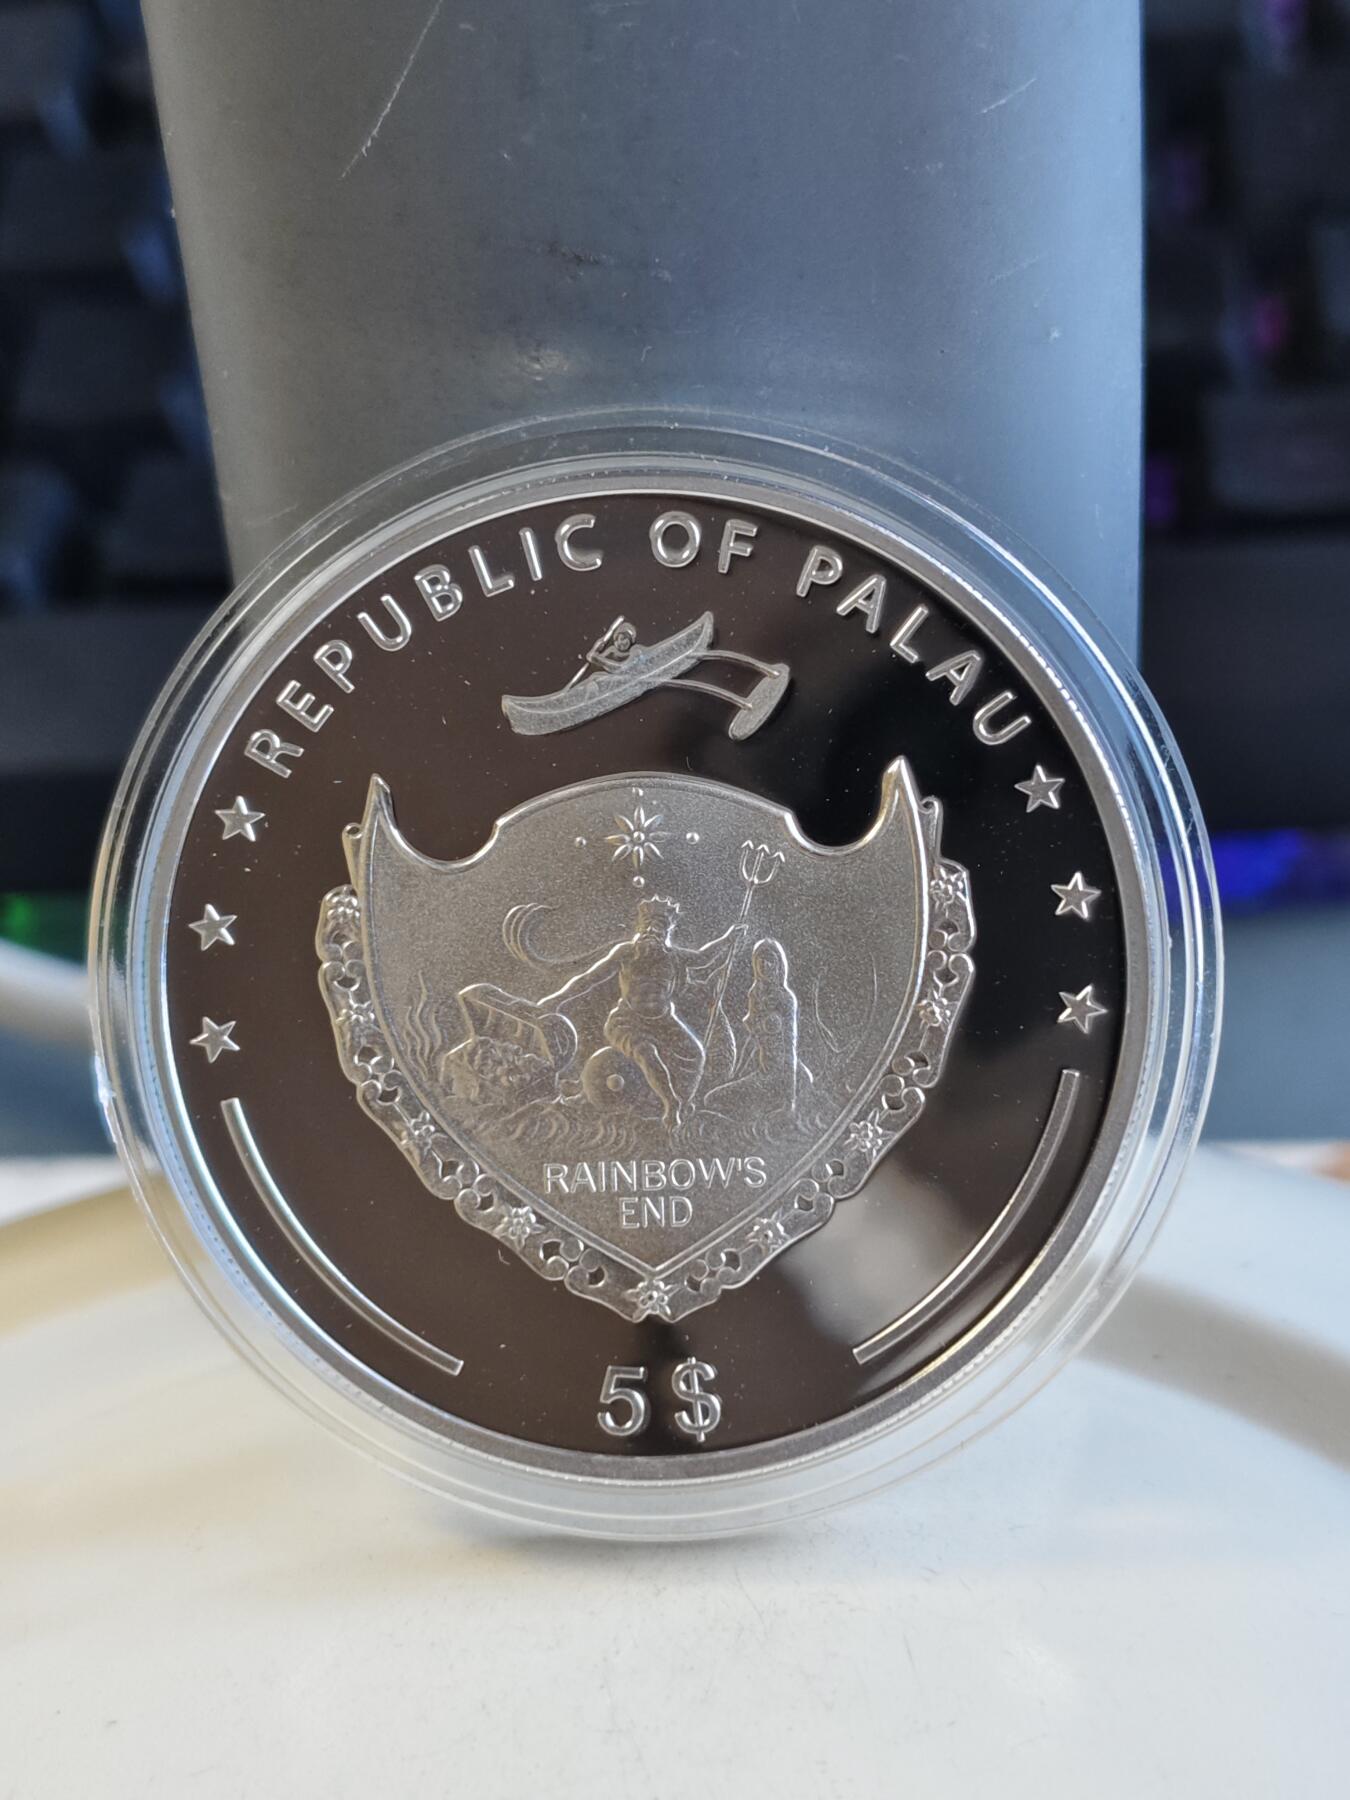 REPUBLIC OF PALAU
RAINBOW'S
END
5 $